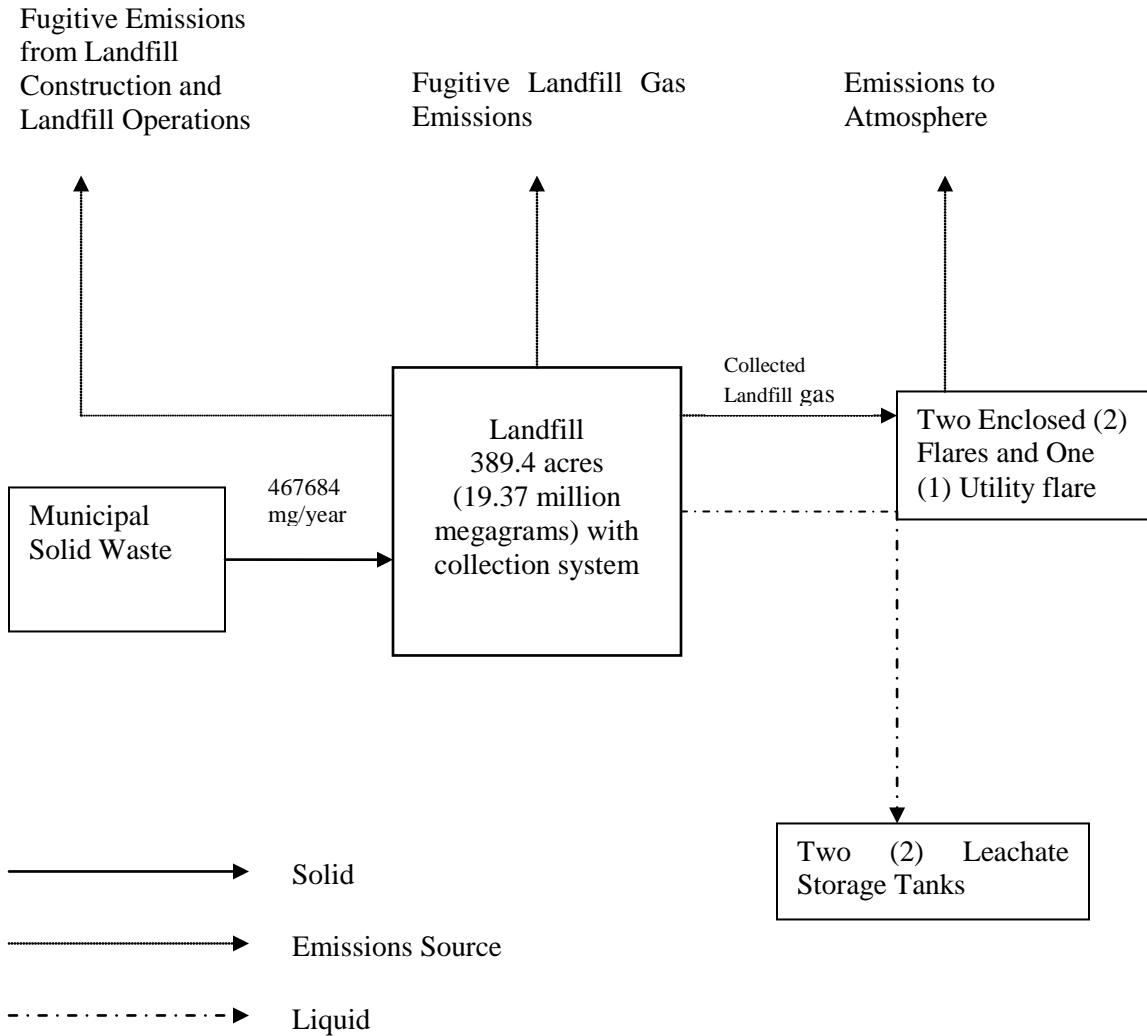 Fugitive Emissions
from Landfill
Construction and
Landfill Operations
Fugitive Landfill Gas
Emissions
Emissions to
Atmosphere
Collected
Landfill gas
Two Enclosed (2)
Flares and One
(1) Utility flare
Landfill
389.4 acres
(19.37 million
megagrams) with
collection system
467684
mg/year
Municipal
Solid Waste
Two (2) Leachate
Storage Tanks
Solid
Emissions Source
Liquid